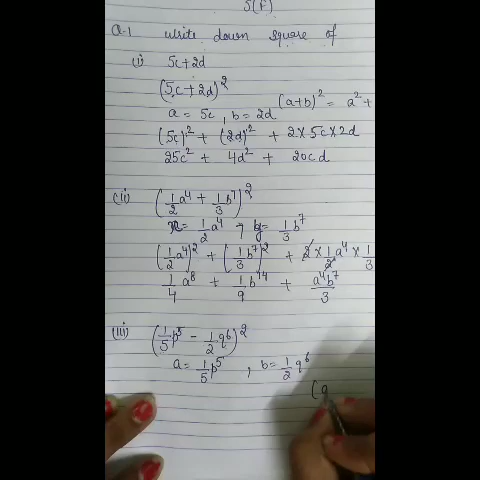 5(F)
Q-1 write down square of
(i) 5c+2d
(5c+2d)²
(a+b)² = a² +
a = 5c , b = 2d
(5c)² + (2d)² + 2×5c×2d
25c² + 4d² + 20cd
(ii) (1/2 a⁴ + 1/3 b⁷)²
x = 1/2 a⁴ , y = 1/3 b⁷
(1/2 a⁴)² + (1/3 b⁷)² + 2×1/2 a⁴ × 1/3
1/4 a⁸ + 1/9 b¹⁴ + a⁴b⁷/3
(iii) (1/5 p⁵ - 1/2 q⁶)²
a = 1/5 p⁵ , b = 1/2 q⁶
(a